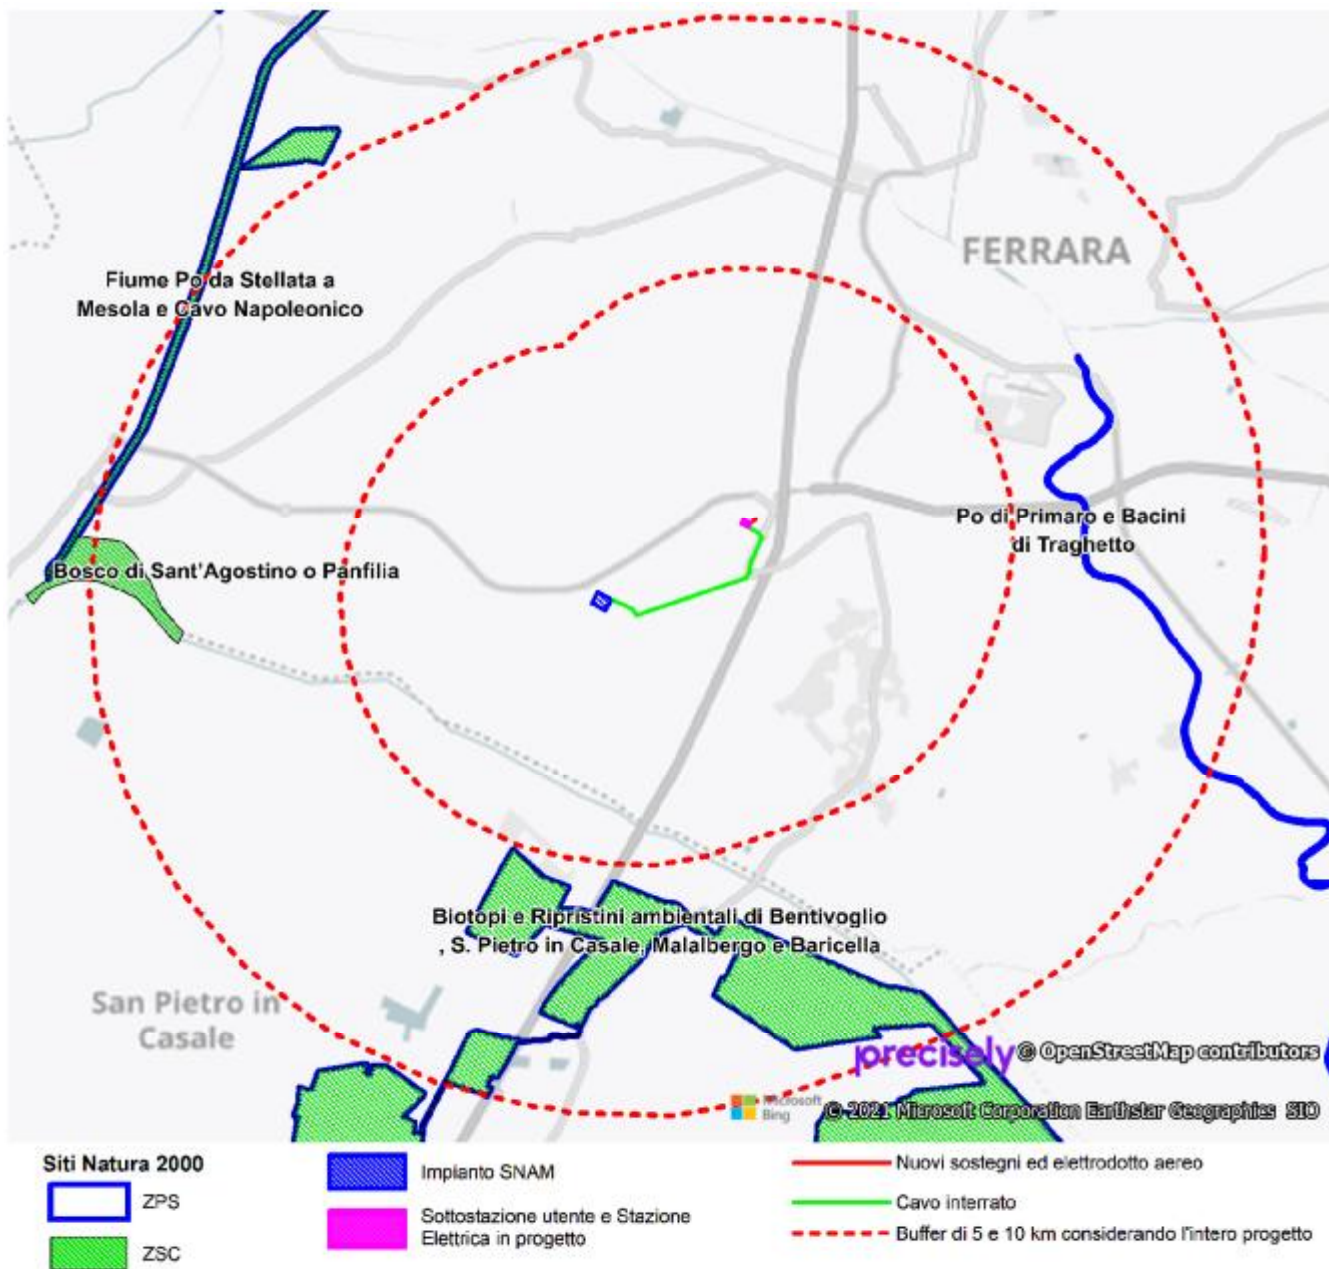 FERRARA
Fiume Po da Stellata a
Mesola e Cavo Napoleonico
Po di Primaro e Bacini
di Traghetto
Bosco di Sant'Agostino o Panfilia
Biotopi e Ripristini ambientali di Bentivoglio
, S. Pietro in Casale, Malalbergo e Baricella
San Pietro in
Casale
precisely © OpenStreetMap contributors
Microsoft
Bing
© 2021 Microsoft Corporation Earthstar Geographics SIO
Siti Natura 2000
ZPS
ZSC
Impianto SNAM
Sottostazione utente e Stazione
Elettrica in progetto
Nuovi sostegni ed elettrodotto aereo
Cavo interrato
Buffer di 5 e 10 km considerando l'intero progetto